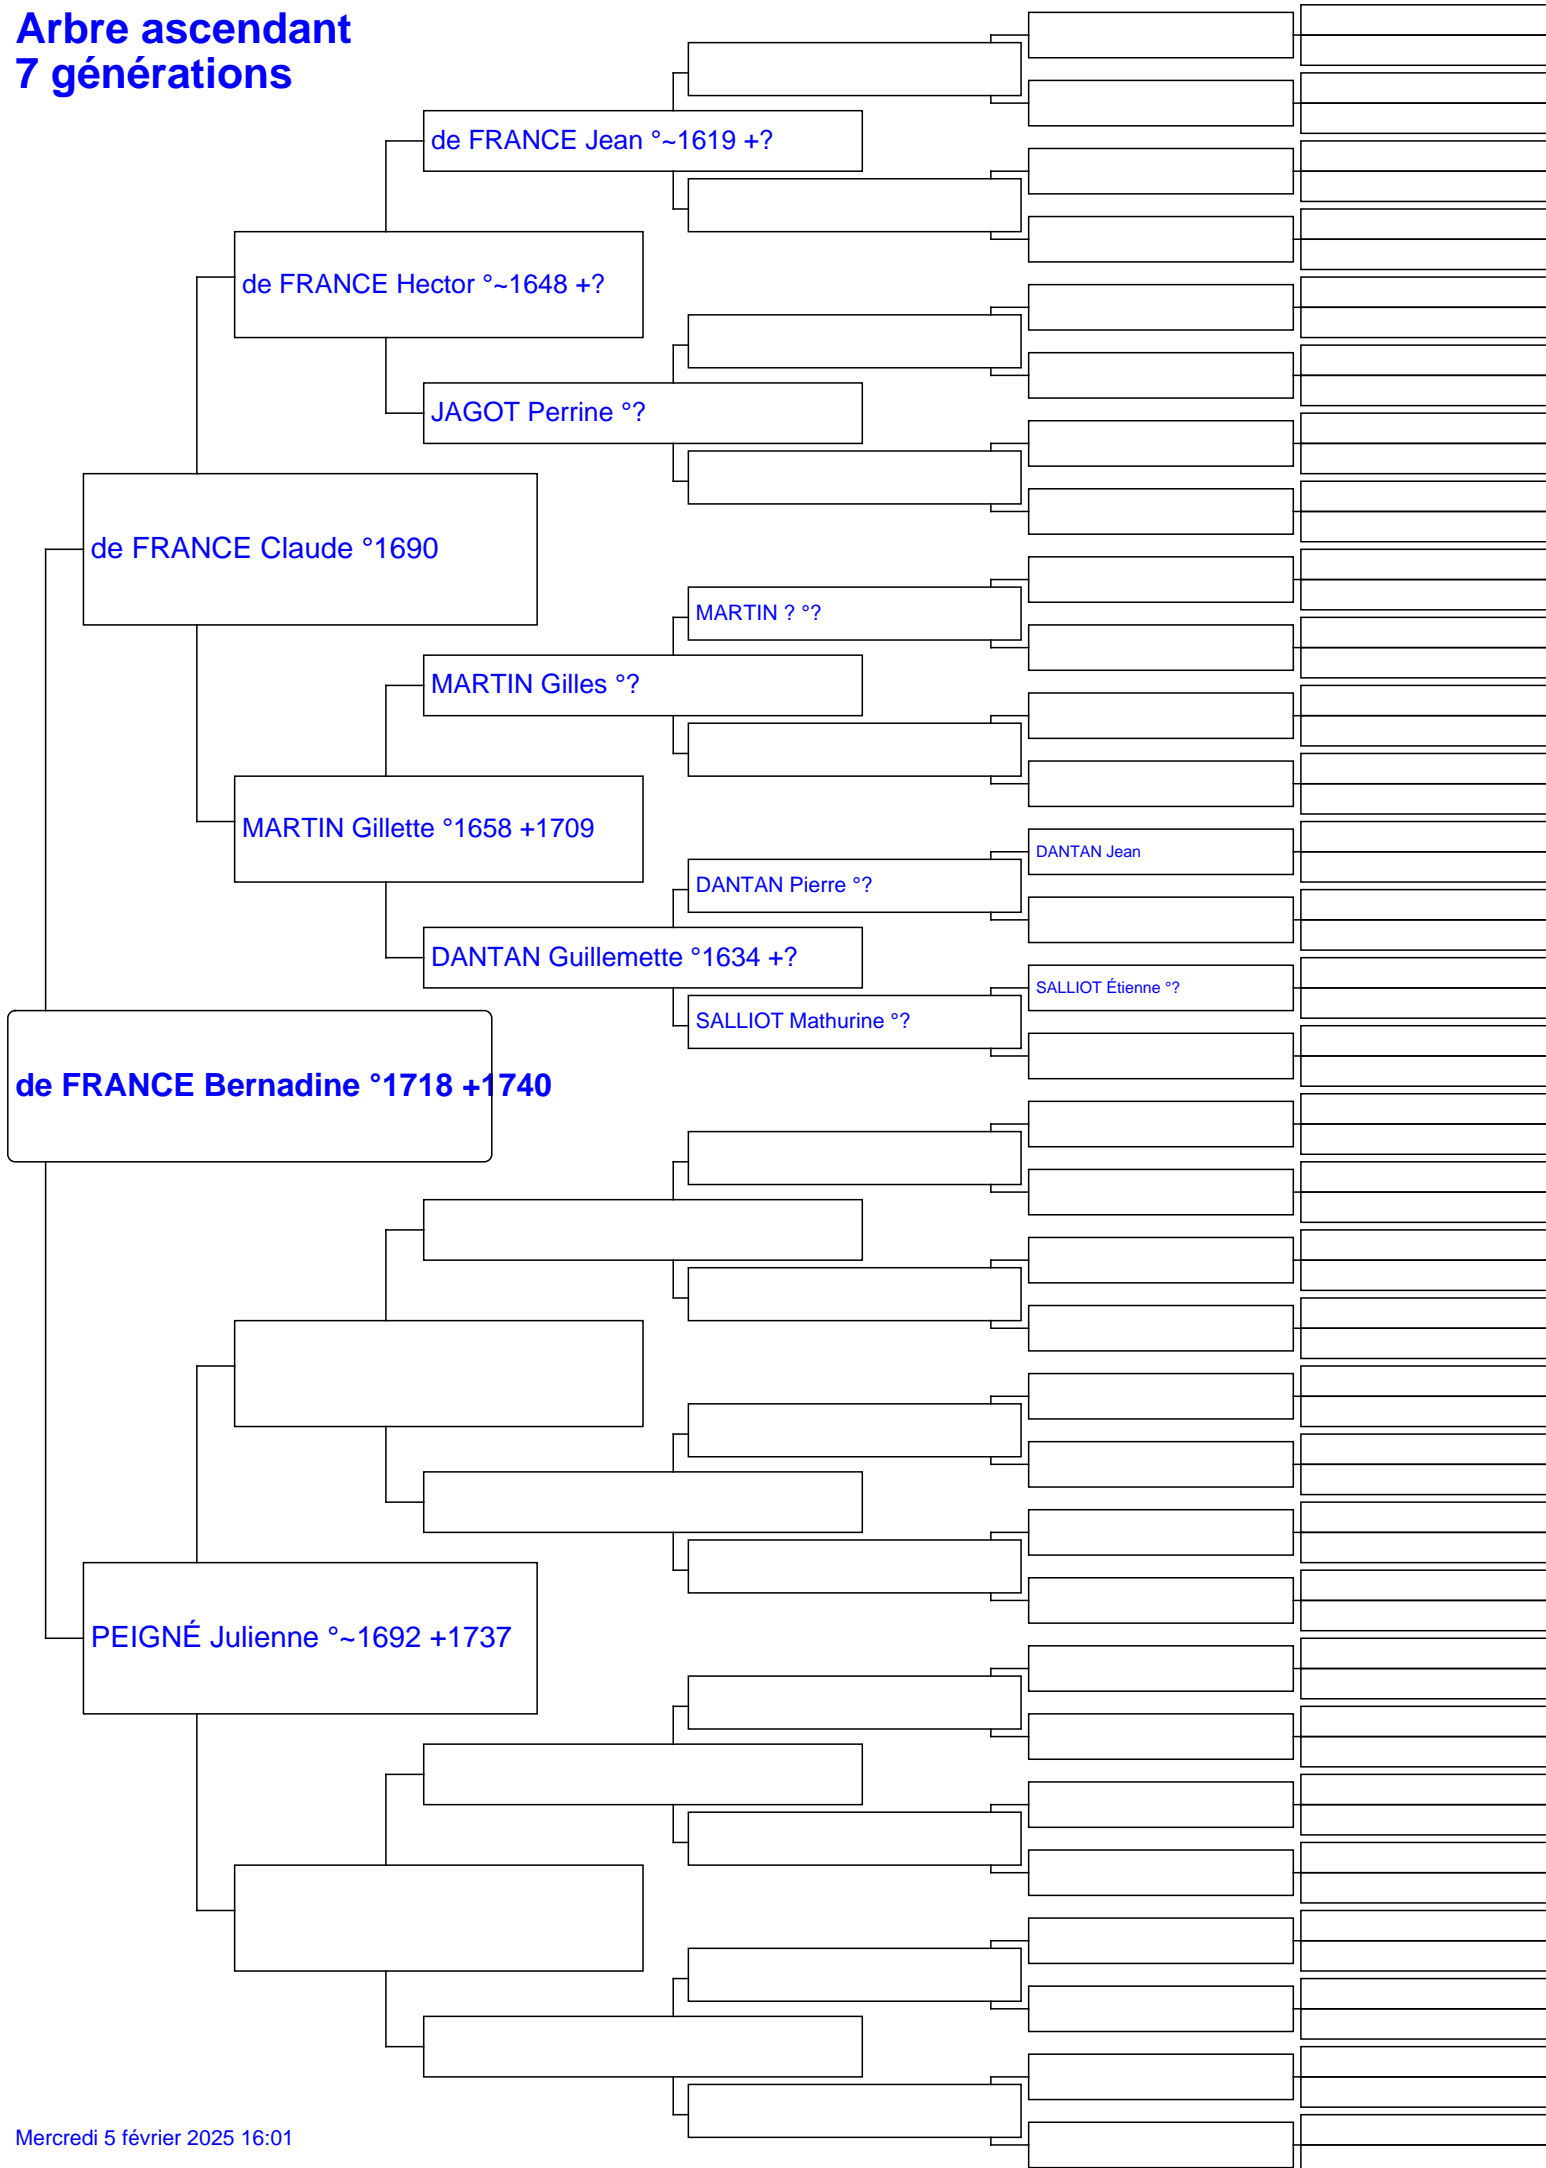 Arbre ascendant
7 générations
de FRANCE Jean °~1619 +?
de FRANCE Hector °~1648 +?
JAGOT Perrine °?
de FRANCE Claude °1690
MARTIN ? °?
MARTIN Gilles °?
MARTIN Gillette °1658 +1709
DANTAN Jean
DANTAN Pierre °?
DANTAN Guillemette °1634 +?
SALLIOT Étienne °?
SALLIOT Mathurine °?
de FRANCE Bernadine °1718 +1740
PEIGNÉ Julienne °~1692 +1737
Mercredi 5 février 2025 16:01